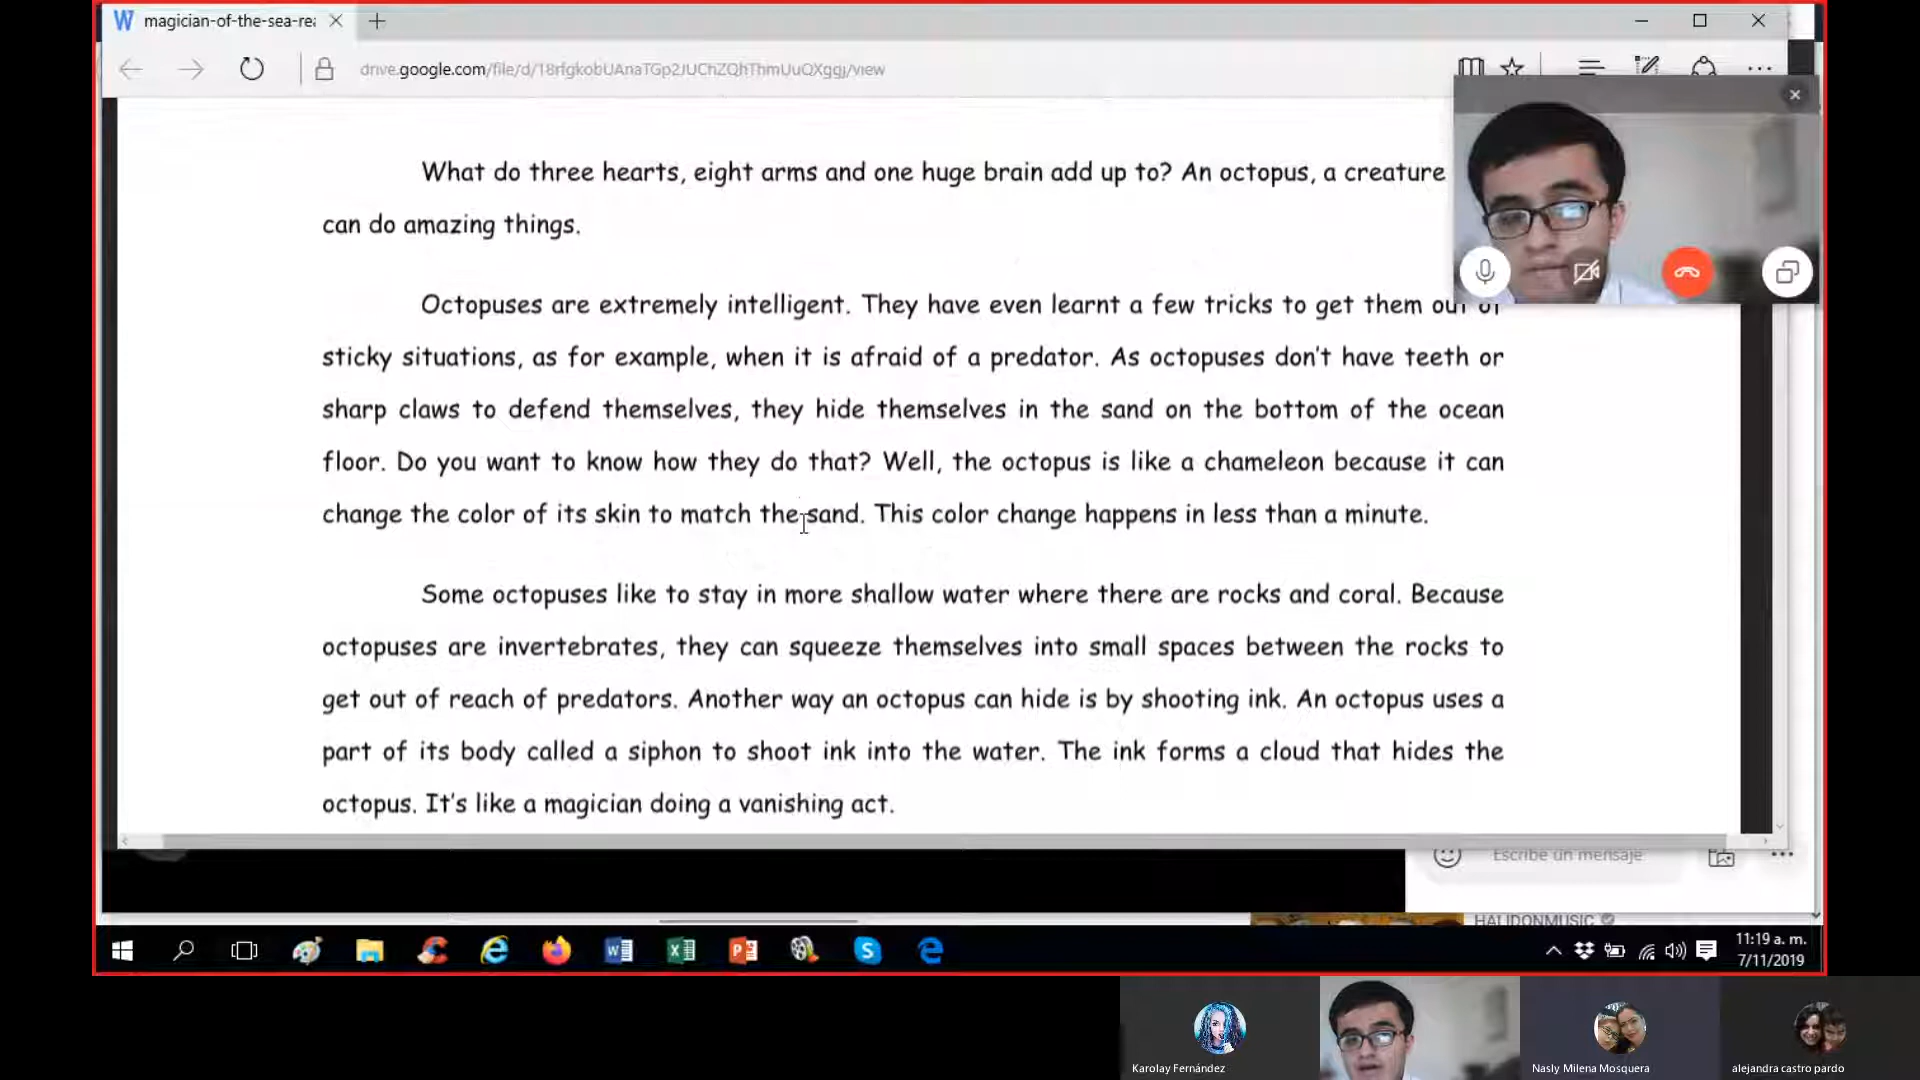 magician-of-the-sea-rea
drive.google.com/file/d/18rfgkobUAnaTGp2JUChZQhThmUuQXggj/view
What do three hearts, eight arms and one huge brain add up to? An octopus, a creature
can do amazing things.
Octopuses are extremely intelligent. They have even learnt a few tricks to get them out of
sticky situations, as for example, when it is afraid of a predator. As octopuses don't have teeth or
sharp claws to defend themselves, they hide themselves in the sand on the bottom of the ocean
floor. Do you want to know how they do that? Well, the octopus is like a chameleon because it can
change the color of its skin to match the sand. This color change happens in less than a minute.
Some octopuses like to stay in more shallow water where there are rocks and coral. Because
octopuses are invertebrates, they can squeeze themselves into small spaces between the rocks to
get out of reach of predators. Another way an octopus can hide is by shooting ink. An octopus uses a
part of its body called a siphon to shoot ink into the water. The ink forms a cloud that hides the
octopus. It's like a magician doing a vanishing act.
Escribe un mensaje
HALIDONMUSIC
11:19 a. m.
7/11/2019
Karolay Fernández
Nasly Milena Mosquera
alejandra castro pardo